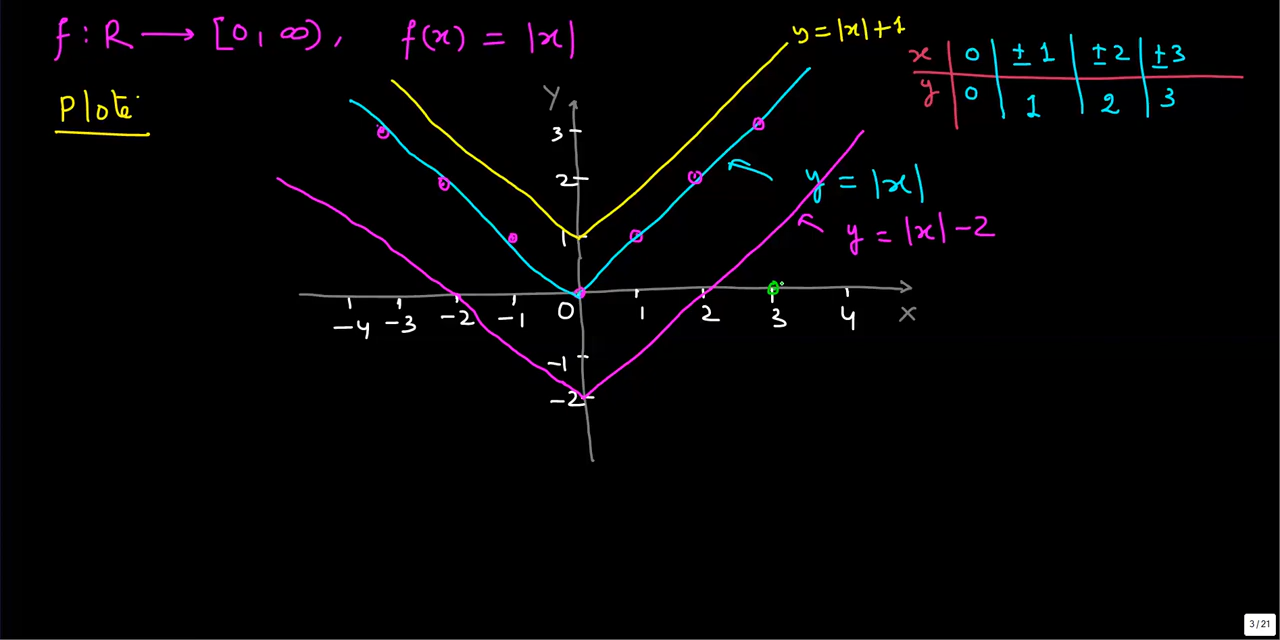 f : R ⟶ [0, ∞), f(x) = |x|
Plote:
y = |x| + 1
x | 0 | ± 1 | ± 2 | ± 3
y | 0 | 1 | 2 | 3
Y
3
2
1
y = |x|
y = |x| - 2
-4 -3 -2 -1 0 1 2 3 4 X
-1
-2
3 / 21